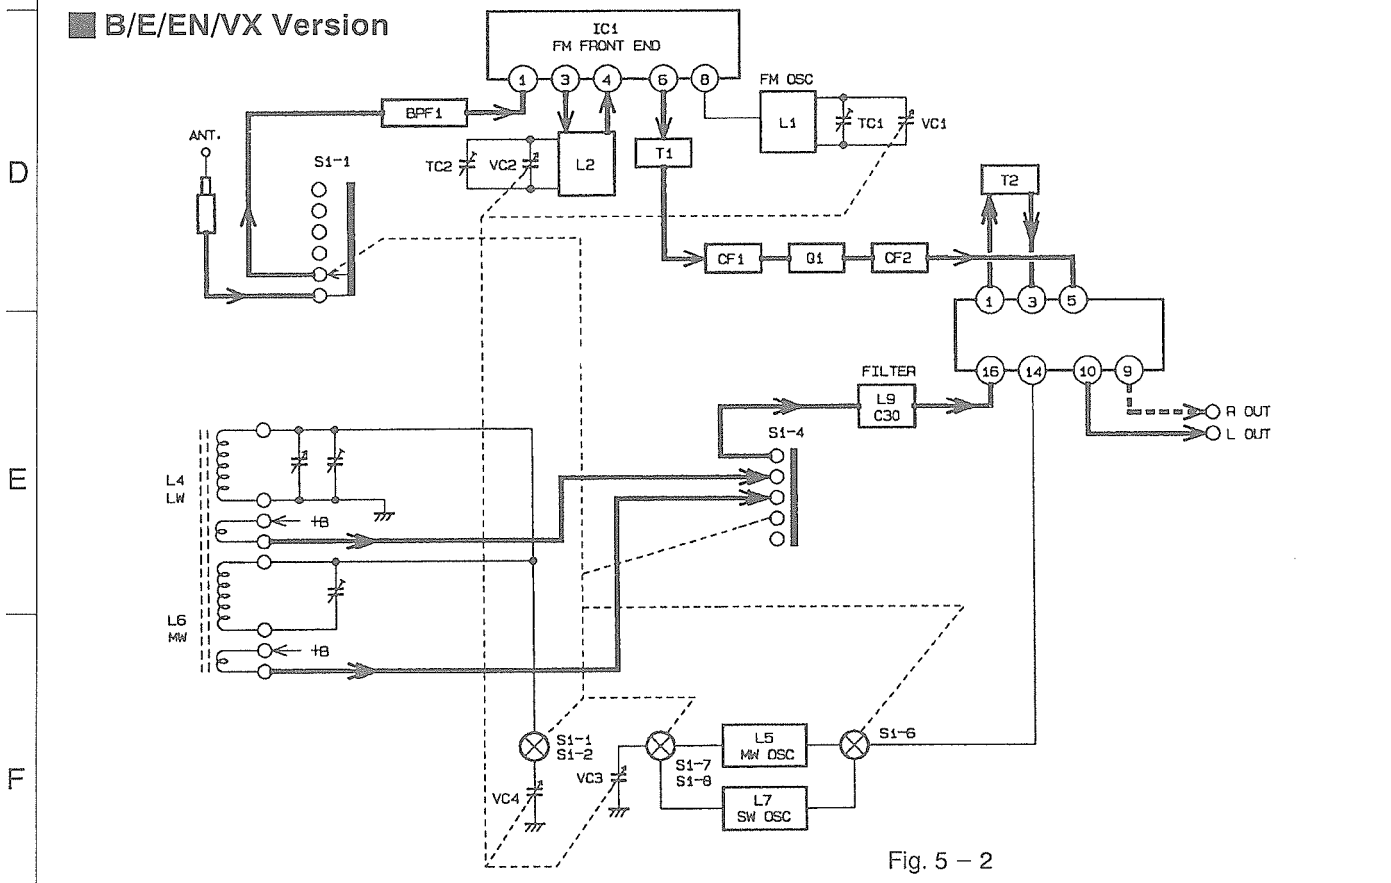 B/E/EN/VX Version
IC1
FM FRONT END
1
3
4
6
8
FM OSC
BPF1
L1
TC1
VC1
ANT.
S1-1
TC2
VC2
L2
T1
D
T2
CF1
Q1
CF2
1
3
5
16
14
10
9
FILTER
L9
C30
R OUT
L OUT
S1-4
E
L4
LW
+B
L6
MW
+B
S1-1
S1-2
VC4
VC3
S1-7
S1-8
L5
MW OSC
S1-6
L7
SW OSC
F
Fig. 5 – 2